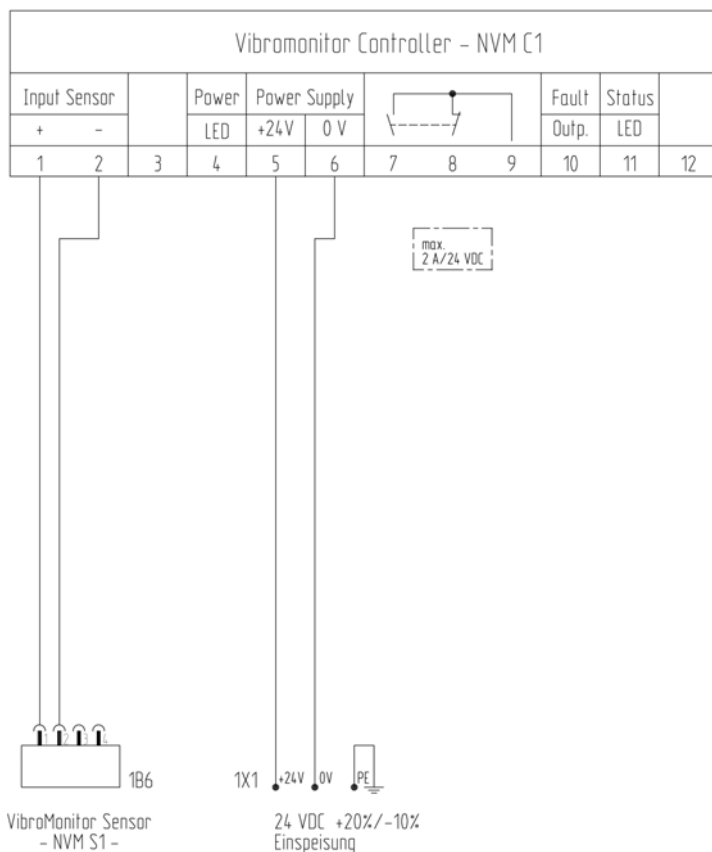 Vibromonitor Controller - NVM C1
Input Sensor Power Power Supply Fault Status
+ - LED +24V 0 V Outp. LED
1 2 3 4 5 6 7 8 9 10 11 12
max.
2 A/24 VDC
1 2 3 4
1B6 1X1 +24V 0V PE
VibroMonitor Sensor
- NVM S1 -
24 VDC +20%/-10%
Einspeisung